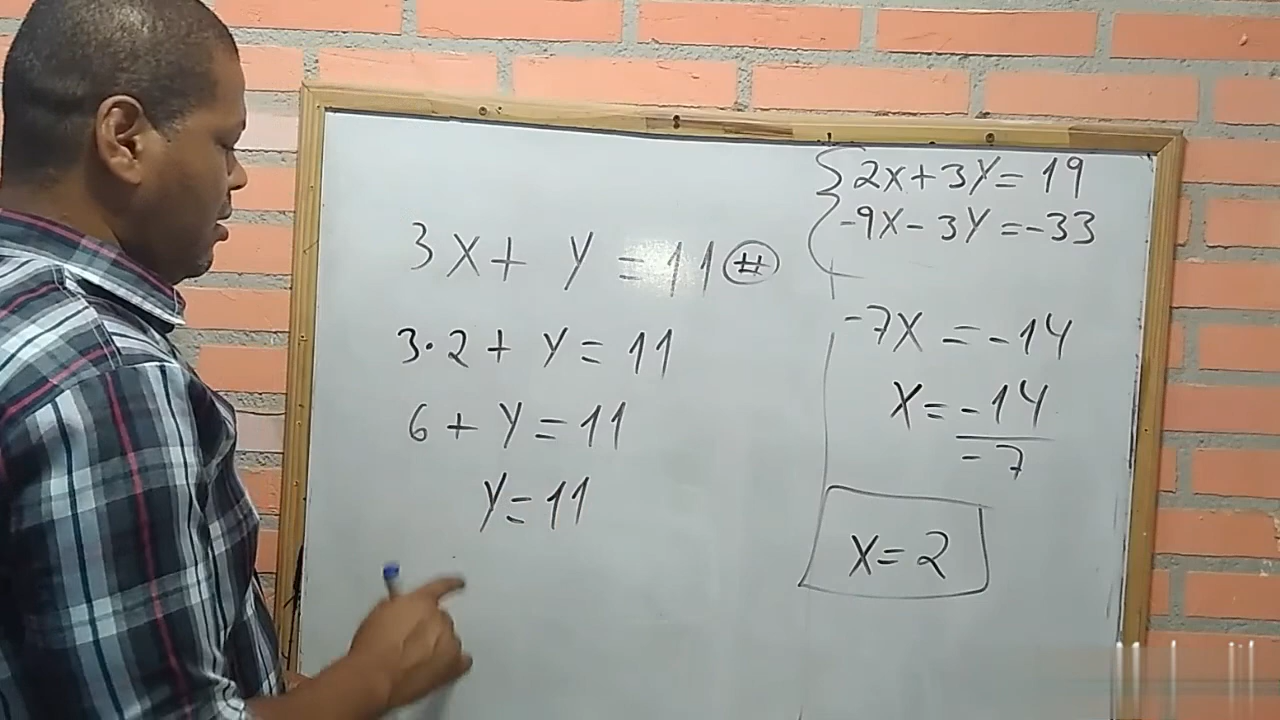 3x + y = 11 #
3·2 + y = 11
6 + y = 11
y = 11
2x + 3y = 19
-9x - 3y = -33
-7x = -14
x = -14
-7
x = 2